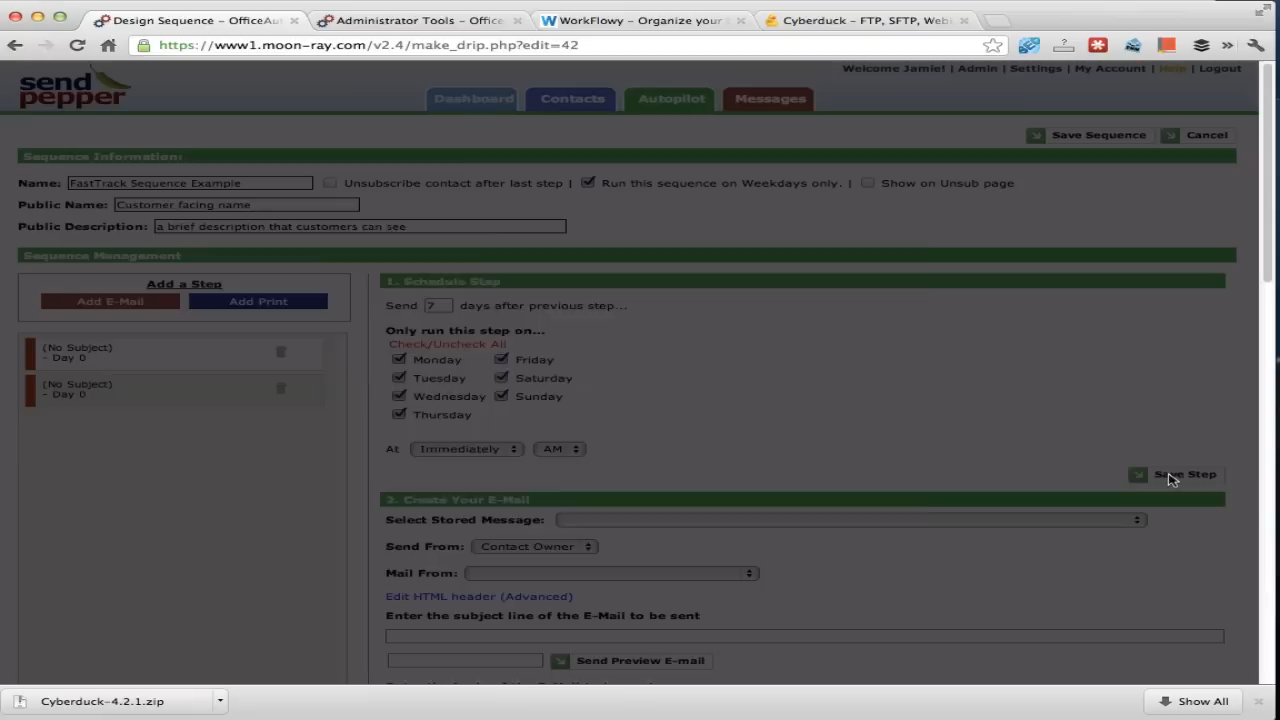 Design Sequence - OfficeAu
Administrator Tools - Office
WorkFlowy - Organize your
Cyberduck - FTP, SFTP, Web
https://www1.moon-ray.com/v2.4/make_drip.php?edit=42
Welcome Jamie! | Admin | Settings | My Account | Help | Logout
send
pepper
Dashboard
Contacts
Autopilot
Messages
Save Sequence
Cancel
Sequence Information:
Name: FastTrack Sequence Example
Unsubscribe contact after last step |
Run this sequence on Weekdays only. |
Show on Unsub page
Public Name: Customer facing name
Public Description: a brief description that customers can see
Sequence Management
Add a Step
Add E-Mail
Add Print
(No Subject)
- Day 0
(No Subject)
- Day 0
1. Schedule Step
Send 7 days after previous step...
Only run this step on...
Check/Uncheck All
Monday
Friday
Tuesday
Saturday
Wednesday
Sunday
Thursday
At Immediately AM
Save Step
2. Create Your E-Mail
Select Stored Message:
Send From: Contact Owner
Mail From:
Edit HTML header (Advanced)
Enter the subject line of the E-Mail to be sent
Send Preview E-mail
Cyberduck-4.2.1.zip
Show All